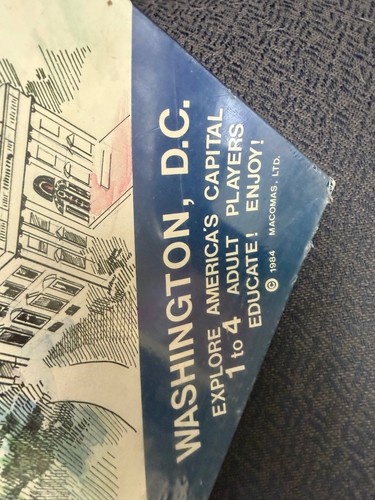 WASHINGTON, D.C.
EXPLORE AMERICA'S CAPITAL
1 to 4 ADULT PLAYERS
EDUCATE! ENJOY!
© 1984 MACOMAS, LTD.